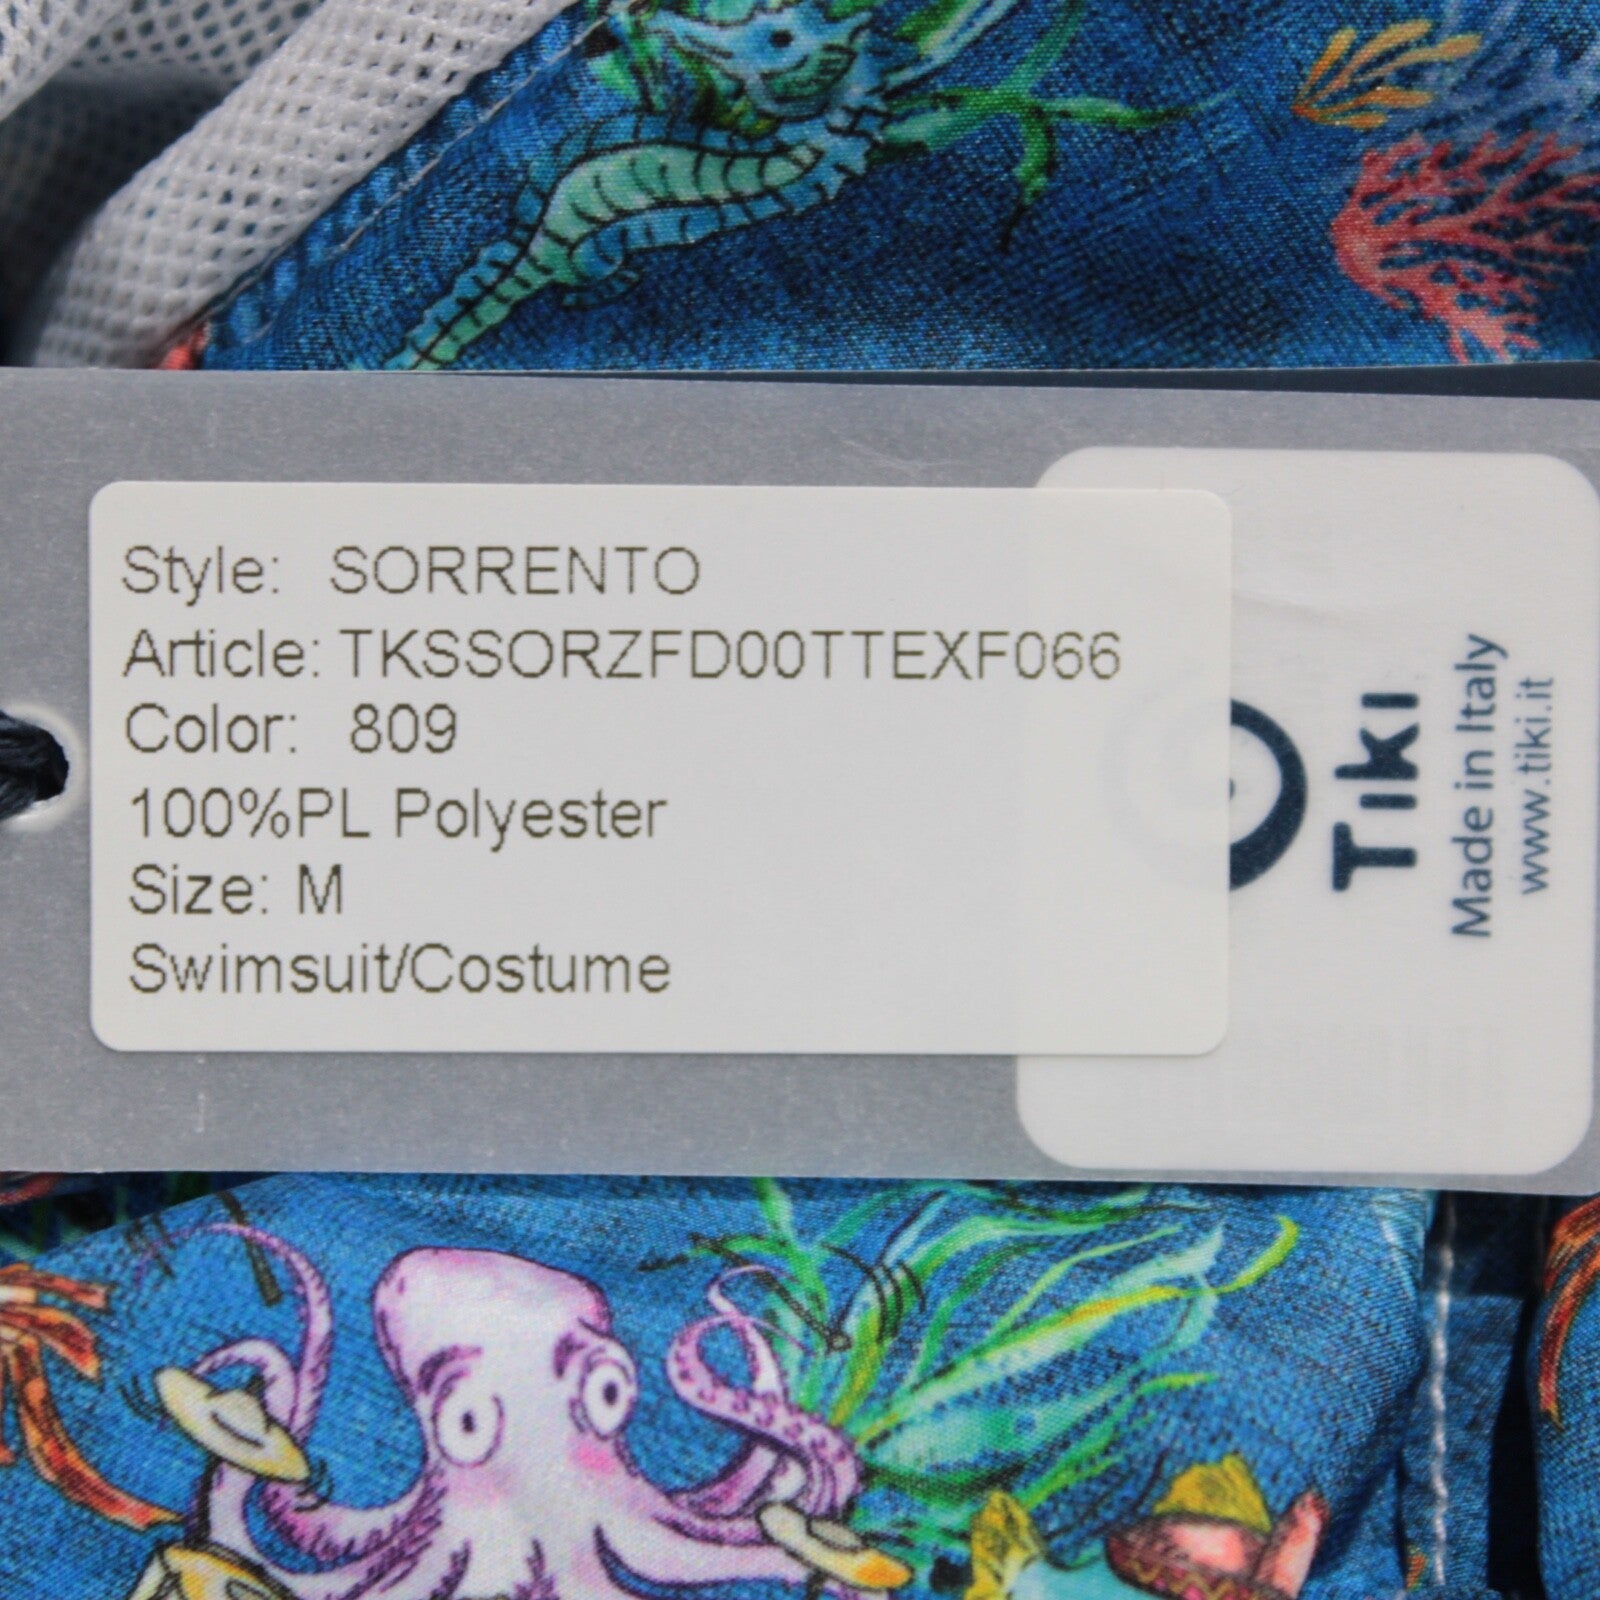 Style: SORRENTO
Article: TKSSORZFD00TTEXF066
Color: 809
100%PL Polyester
Size: M
Swimsuit/Costume
Tiki
Made in Italy
www.tiki.it